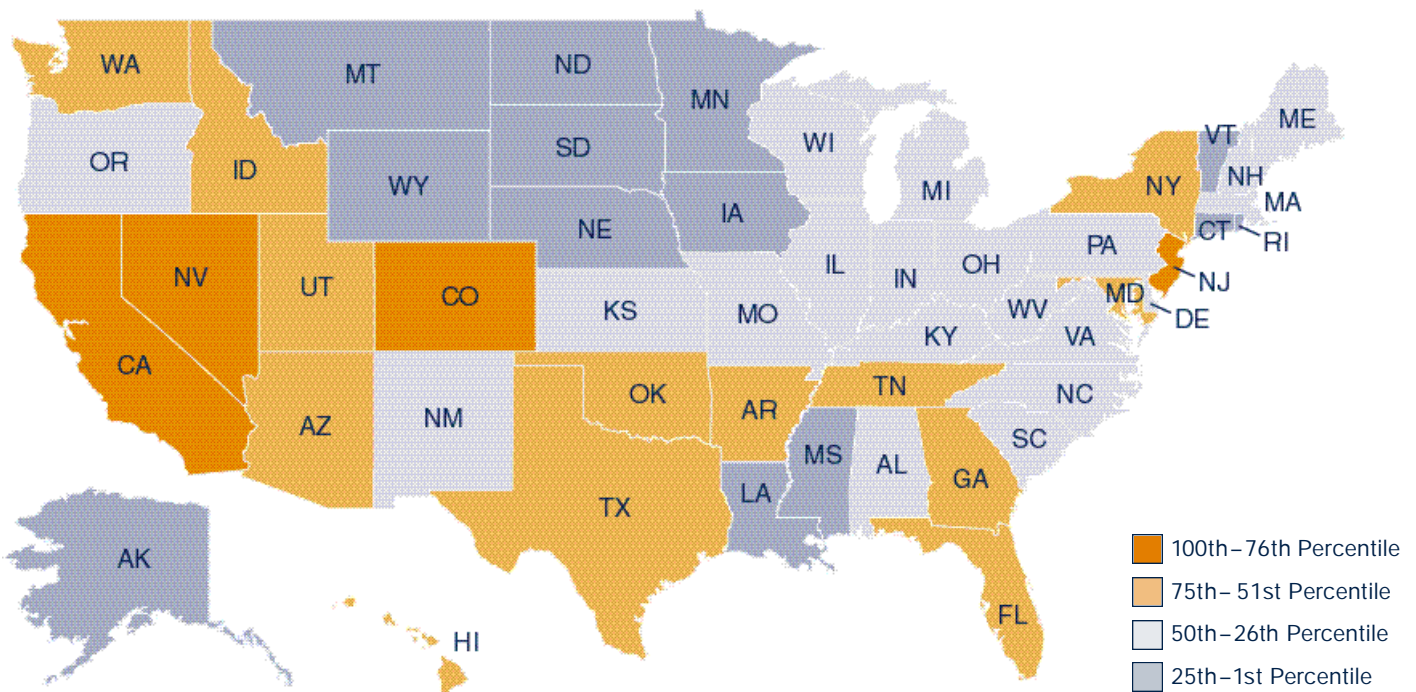 WA
MT
ND
MN
OR
ID
WY
SD
WI
MI
NY
VT
ME
NH
MA
CT
RI
NV
UT
CO
NE
IA
IL
IN
OH
PA
NJ
MD
DE
CA
AZ
NM
KS
MO
KY
WV
VA
OK
AR
TN
NC
SC
TX
LA
MS
AL
GA
FL
AK
HI
100th–76th Percentile
75th–51st Percentile
50th–26th Percentile
25th–1st Percentile